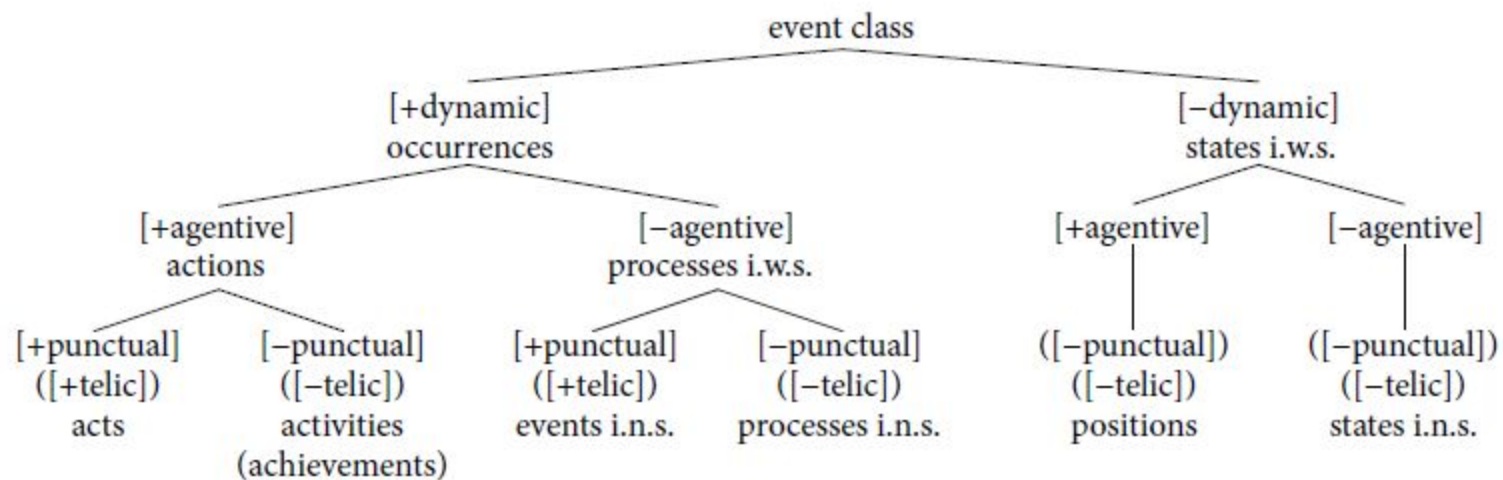 event class
[+dynamic] [−dynamic]
occurrences states i.w.s.
[+agentive] [−agentive] [+agentive] [−agentive]
actions processes i.w.s.
[+punctual] [−punctual] [+punctual] [−punctual] ([−punctual]) ([−punctual])
([+telic]) ([−telic]) ([+telic]) ([−telic]) ([−telic]) ([−telic])
acts activities events i.n.s. processes i.n.s. positions states i.n.s.
(achievements)